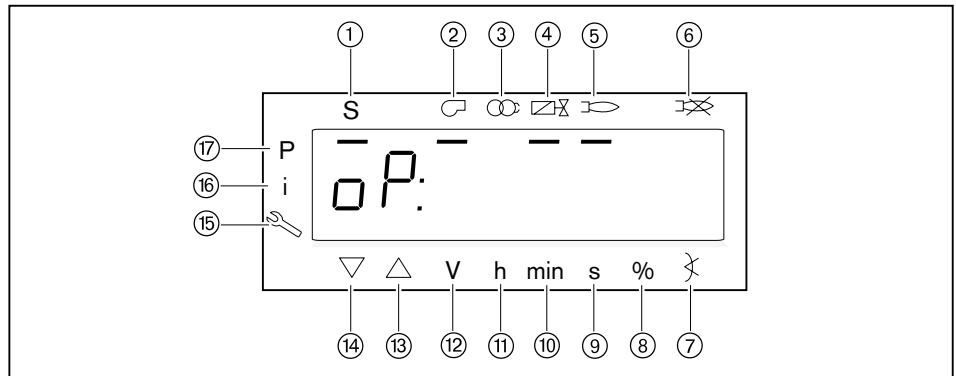 ① ② ③ ④ ⑤ ⑥
S
⑰ P
oP:
⑯ i
⑮
V h min s %
⑭ ⑬ ⑫ ⑪ ⑩ ⑨ ⑧ ⑦